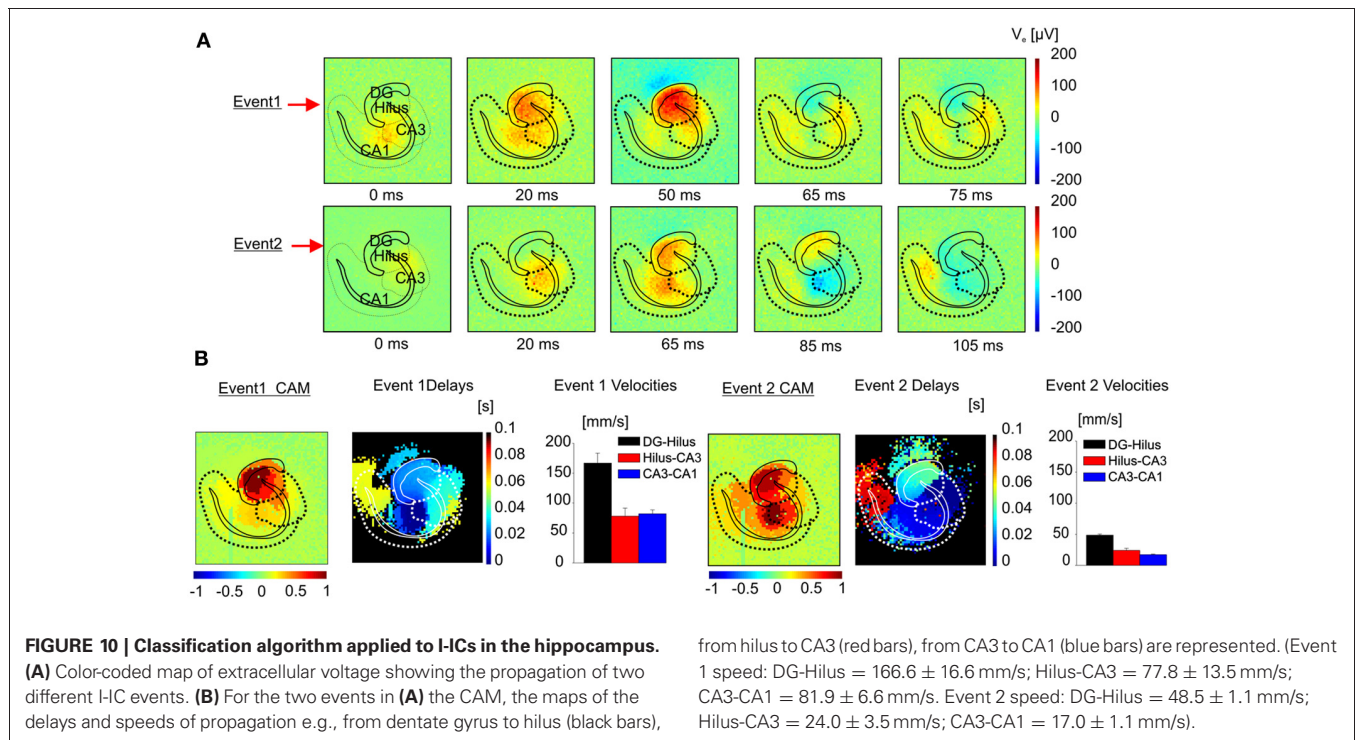 A
Vₑ [µV]
Event1
DG
Hilus
CA3
CA1
200
100
0
-100
-200
0 ms 20 ms 50 ms 65 ms 75 ms
Event2
DG
Hilus
CA3
CA1
200
100
0
-100
-200
0 ms 20 ms 65 ms 85 ms 105 ms
B
Event1 CAM
-1 -0.5 0 0.5 1
Event 1Delays
[s]
0.1
0.08
0.06
0.04
0.02
0
Event 1 Velocities
[mm/s]
200
150
100
50
0
DG-Hilus
Hilus-CA3
CA3-CA1
Event 2 CAM
-1 -0.5 0 0.5 1
Event 2 Delays
[s]
0.1
0.08
0.06
0.04
0.02
0
Event 2 Velocities
[mm/s]
200
150
100
50
0
DG-Hilus
Hilus-CA3
CA3-CA1
FIGURE 10 | Classification algorithm applied to I-ICs in the hippocampus.
(A) Color-coded map of extracellular voltage showing the propagation of two
different I-IC events. (B) For the two events in (A) the CAM, the maps of the
delays and speeds of propagation e.g., from dentate gyrus to hilus (black bars),
from hilus to CA3 (red bars), from CA3 to CA1 (blue bars) are represented. (Event
1 speed: DG-Hilus = 166.6 ± 16.6 mm/s; Hilus-CA3 = 77.8 ± 13.5 mm/s;
CA3-CA1 = 81.9 ± 6.6 mm/s. Event 2 speed: DG-Hilus = 48.5 ± 1.1 mm/s;
Hilus-CA3 = 24.0 ± 3.5 mm/s; CA3-CA1 = 17.0 ± 1.1 mm/s).